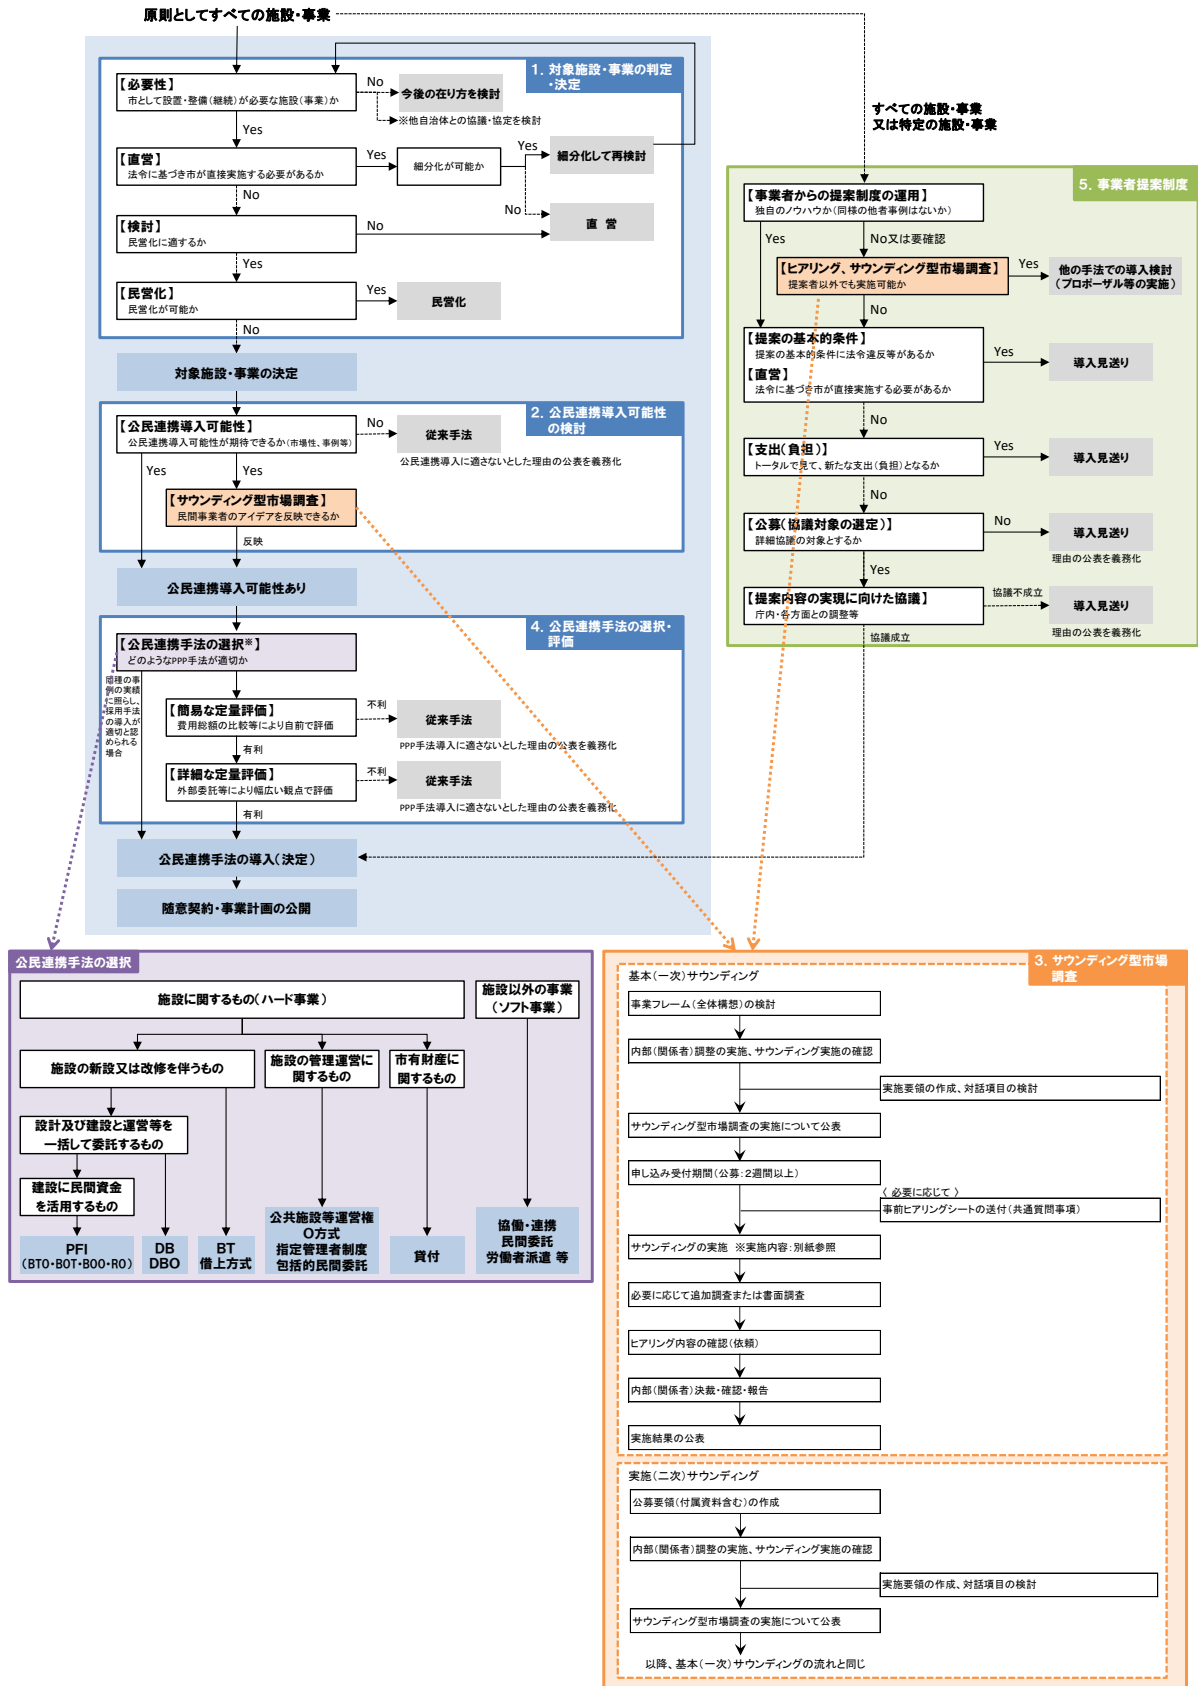 原則としてすべての施設・事業
1. 対象施設・事業の判定
・決定
【必要性】
市として設置・整備(継続)が必要な施設(事業)か
No
今後の在り方を検討
※他自治体との協議・協定を検討
Yes
【直営】
法令に基づき市が直接実施する必要があるか
Yes
細分化が可能か
Yes
細分化して再検討
No
No
直 営
【検討】
民営化に適するか
No
Yes
【民営化】
民営化が可能か
Yes
民営化
No
対象施設・事業の決定
2. 公民連携導入可能性
の検討
【公民連携導入可能性】
公民連携導入可能性が期待できるか(市場性、事例等)
No
従来手法
公民連携導入に適さないとした理由の公表を義務化
Yes
Yes
【サウンディング型市場調査】
民間事業者のアイデアを反映できるか
反映
公民連携導入可能性あり
4. 公民連携手法の選択・
評価
【公民連携手法の選択※】
どのようなPPP手法が適切か
同種の事
例の実績
に照らし、
採用手法
の導入が
適切と認
められる
場合
【簡易な定量評価】
費用総額の比較等により自前で評価
不利
従来手法
PPP手法導入に適さないとした理由の公表を義務化
有利
【詳細な定量評価】
外部委託等により幅広い観点で評価
不利
従来手法
PPP手法導入に適さないとした理由の公表を義務化
有利
公民連携手法の導入(決定)
随意契約・事業計画の公開
すべての施設・事業
又は特定の施設・事業
5. 事業者提案制度
【事業者からの提案制度の運用】
独自のノウハウか(同様の他者事例はないか)
Yes
No又は要確認
【ヒアリング、サウンディング型市場調査】
提案者以外でも実施可能か
Yes
他の手法での導入検討
(プロポーザル等の実施)
No
【提案の基本的条件】
提案の基本的条件に法令違反等があるか
【直営】
法令に基づき市が直接実施する必要があるか
Yes
導入見送り
No
【支出(負担)】
トータルで見て、新たな支出(負担)となるか
Yes
導入見送り
No
【公募(協議対象の選定)】
詳細協議の対象とするか
No
導入見送り
理由の公表を義務化
Yes
【提案内容の実現に向けた協議】
庁内・各方面との調整等
協議不成立
導入見送り
理由の公表を義務化
協議成立
公民連携手法の選択
施設に関するもの(ハード事業)
施設以外の事業
(ソフト事業)
施設の新設又は改修を伴うもの
施設の管理運営に
関するもの
市有財産に
関するもの
設計及び建設と運営等を
一括して委託するもの
建設に民間資金
を活用するもの
PFI
(BTO・BOT・BOO・RO)
DB
DBO
BT
借上方式
公共施設等運営権
O方式
指定管理者制度
包括的民間委託
貸付
協働・連携
民間委託
労働者派遣 等
3. サウンディング型市場
調査
基本(一次)サウンディング
事業フレーム(全体構想)の検討
内部(関係者)調整の実施、サウンディング実施の確認
実施要領の作成、対話項目の検討
サウンディング型市場調査の実施について公表
申し込み受付期間(公募:2週間以上)
〈 必要に応じて 〉
事前ヒアリングシートの送付(共通質問事項)
サウンディングの実施 ※実施内容:別紙参照
必要に応じて追加調査または書面調査
ヒアリング内容の確認(依頼)
内部(関係者)決裁・確認・報告
実施結果の公表
実施(二次)サウンディング
公募要領(付属資料含む)の作成
内部(関係者)調整の実施、サウンディング実施の確認
実施要領の作成、対話項目の検討
サウンディング型市場調査の実施について公表
以降、基本(一次)サウンディングの流れと同じ